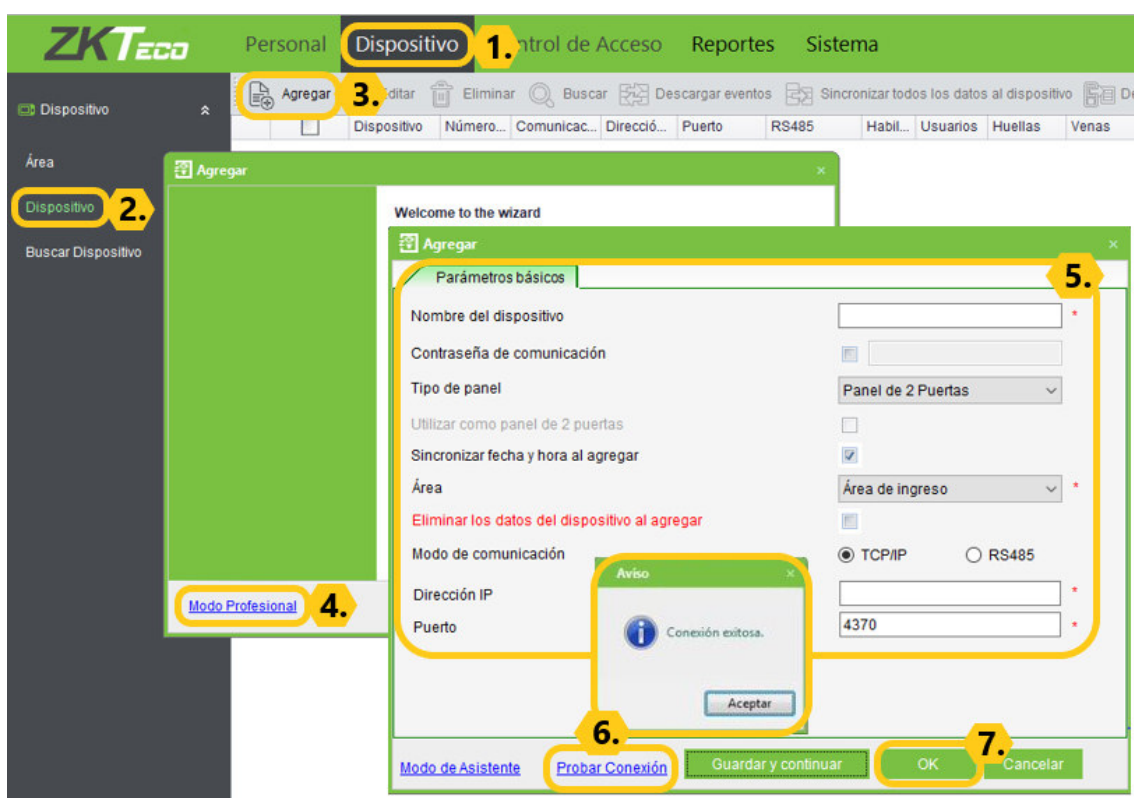 ZKTeco
Personal Dispositivo 1. ntrol de Acceso Reportes Sistema
Dispositivo
Agregar 3. ditar Eliminar Buscar Descargar eventos Sincronizar todos los datos al dispositivo De
Dispositivo Número... Comunicac... Direcció... Puerto RS485 Habil... Usuarios Huellas Venas
Área
Dispositivo 2.
Buscar Dispositivo
Agregar
Welcome to the wizard
Modo Profesional 4.
Agregar
Parámetros básicos 5.
Nombre del dispositivo *
Contraseña de comunicación
Tipo de panel Panel de 2 Puertas
Utilizar como panel de 2 puertas
Sincronizar fecha y hora al agregar
Área Área de ingreso *
Eliminar los datos del dispositivo al agregar
Modo de comunicación TCP/IP RS485
Dirección IP *
Puerto 4370 *
Aviso
Conexión exitosa.
Aceptar
6. 7.
Modo de Asistente Probar Conexión Guardar y continuar OK Cancelar